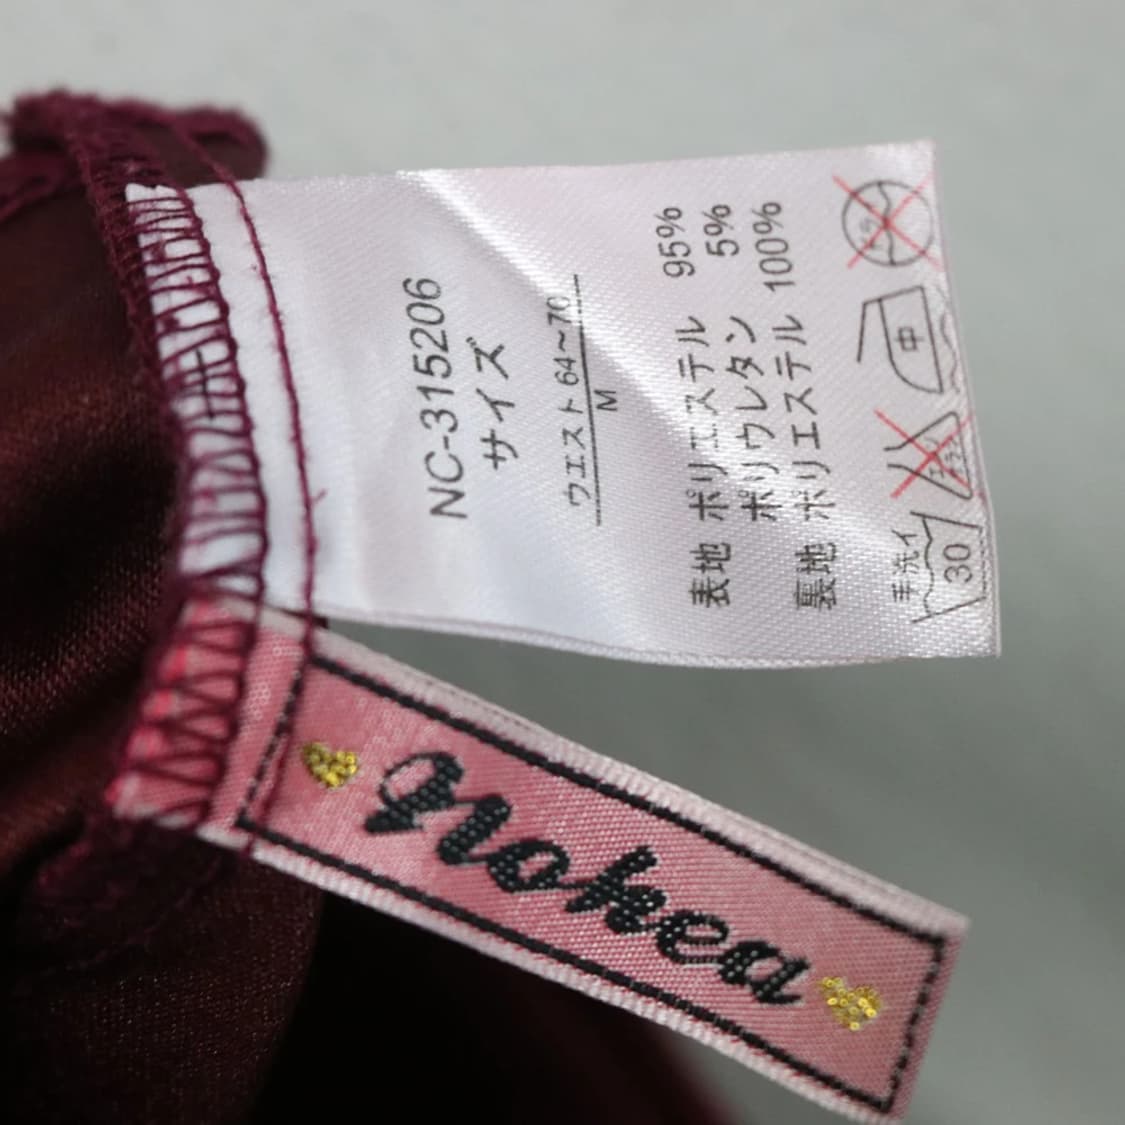 NC-315206
サイズ
ウエスト 64～70
M
表地 ポリエステル 95%
ポリウレタン 5%
裏地 ポリエステル 100%
手洗イ
30
中
nokea